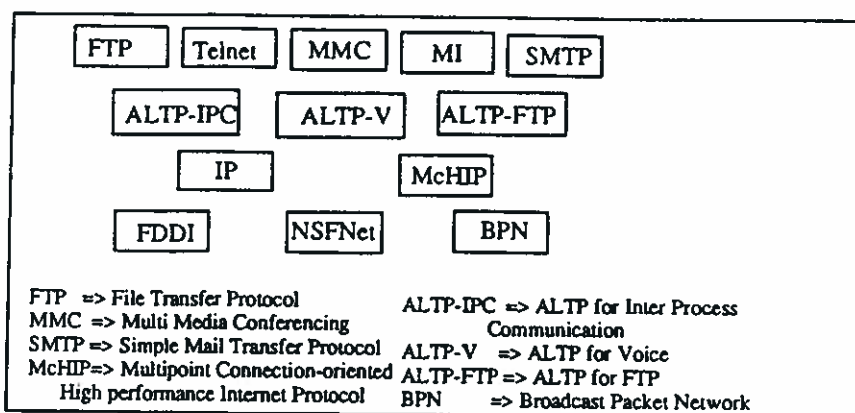 FTP Telnet MMC MI SMTP
ALTP-IPC ALTP-V ALTP-FTP
IP McHIP
FDDI NSFNet BPN
FTP => File Transfer Protocol
MMC => Multi Media Conferencing
SMTP => Simple Mail Transfer Protocol
McHIP=> Multipoint Connection-oriented
High performance Internet Protocol
ALTP-IPC => ALTP for Inter Process
Communication
ALTP-V => ALTP for Voice
ALTP-FTP => ALTP for FTP
BPN => Broadcast Packet Network